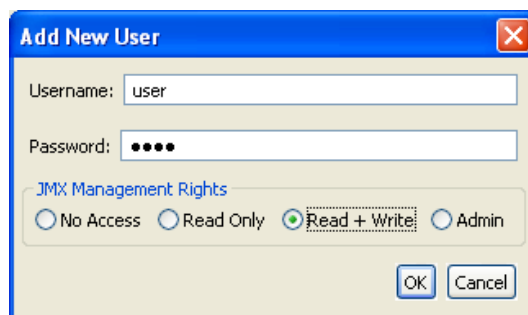 Add New User
Username: user
Password: ●●●●
JMX Management Rights
No Access Read Only Read + Write Admin
OK Cancel